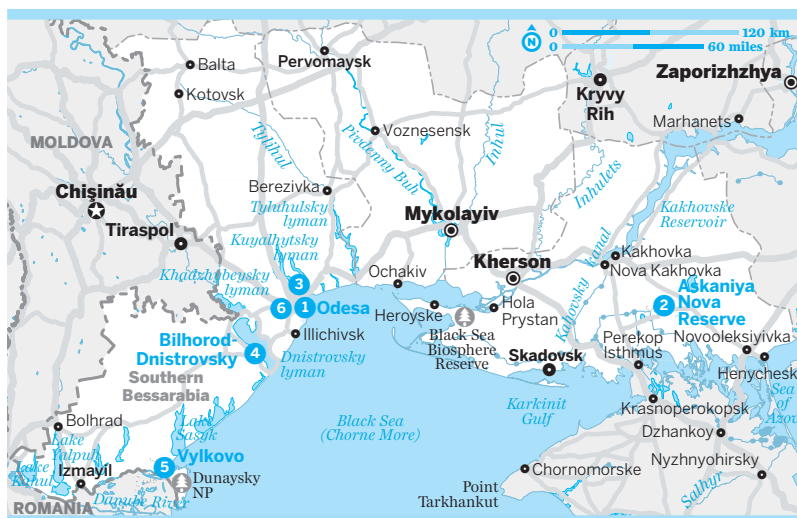 0 120 km
N
0 60 miles
Balta
Pervomaysk
Zaporizhzhya
Kotovsk
Kryvy
Rih
Marhanets
MOLDOVA
Tylihul
Pivdenny Buh
Voznesensk
Inhul
Inhulets
Chişinău
Berezivka
Tyluhulsky
lyman
Mykolayiv
Kakhovske
Reservoir
Tiraspol
Kuyalhytsky
lyman
Kakhovka
Nova Kakhovka
Khadzhybeysky
lyman
3
Ochakiv
Kherson
Kahovsky kanal
6
1
Odesa
Heroyske
Hola
Prystan
2
Askaniya
Nova
Reserve
Illichivsk
Black Sea
Biosphere
Reserve
Bilhorod-
Dnistrovsky
4
Dnistrovsky
lyman
Skadovsk
Perekop
Isthmus
Novooleksiyivka
Henychesk
Southern
Bessarabia
Sea
of
Azov
Bolhrad
Lake
Sasyk
Black Sea
(Chorne More)
Karkinit
Gulf
Krasnoperekopsk
Dzhankoy
Lake
Yalpuh
Lake
Kahul
Izmayil
5
Vylkovo
Dunaysky
NP
Chornomorske
Nyzhnyohirsky
Salhyr
Danube River
Point
Tarkhankut
ROMANIA